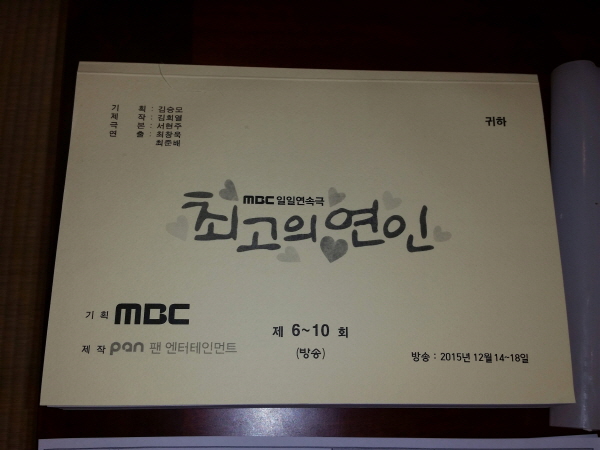 기 획 : 김승모
제 작 : 김희열
극 본 : 서현주
연 출 : 최창욱
최준배
귀하
MBC 일일연속극
최고의 연인
기 획 MBC
제 작 pan 팬 엔터테인먼트
제 6~10 회
(방송)
방송 : 2015년 12월 14~18일